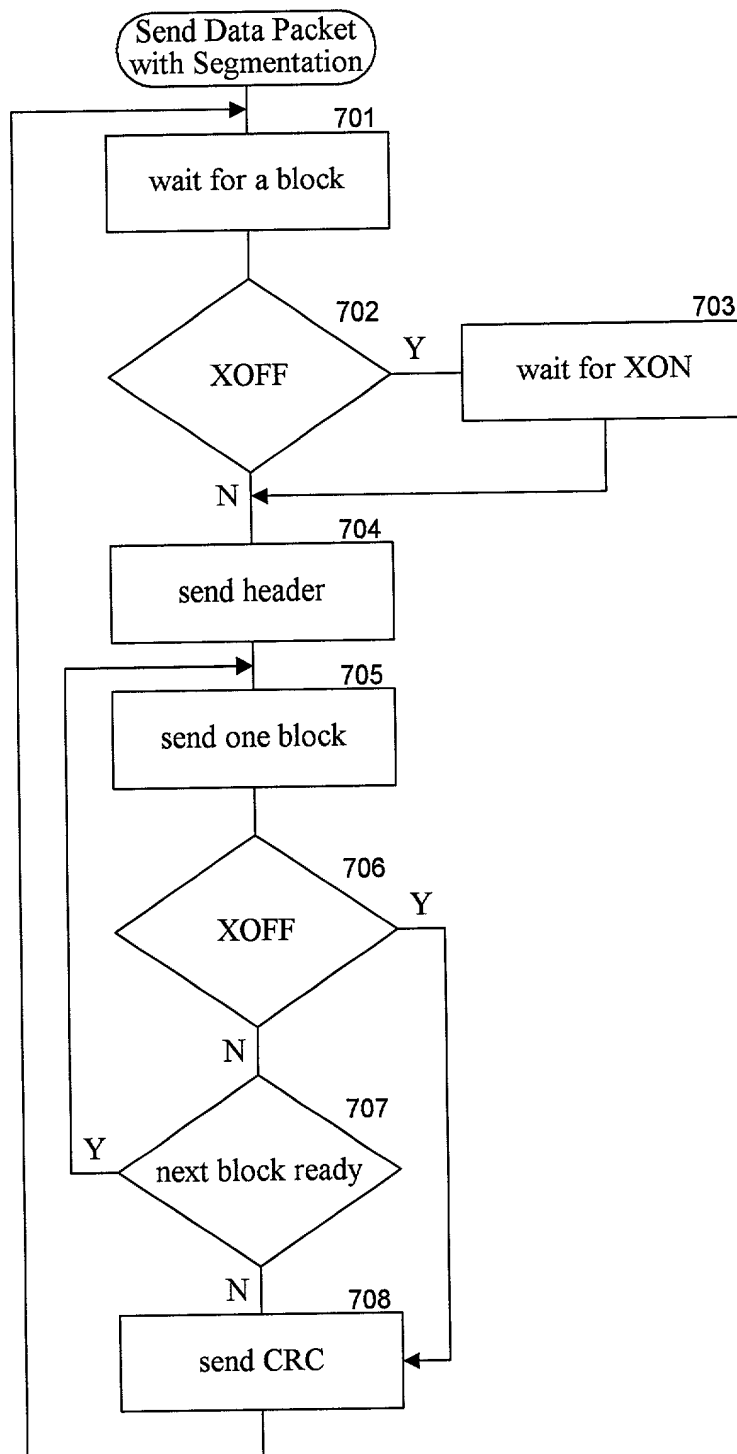 Send Data Packet
with Segmentation
701
wait for a block
702
XOFF
Y
703
wait for XON
N
704
send header
705
send one block
706
XOFF
Y
N
707
Y
next block ready
N
708
send CRC